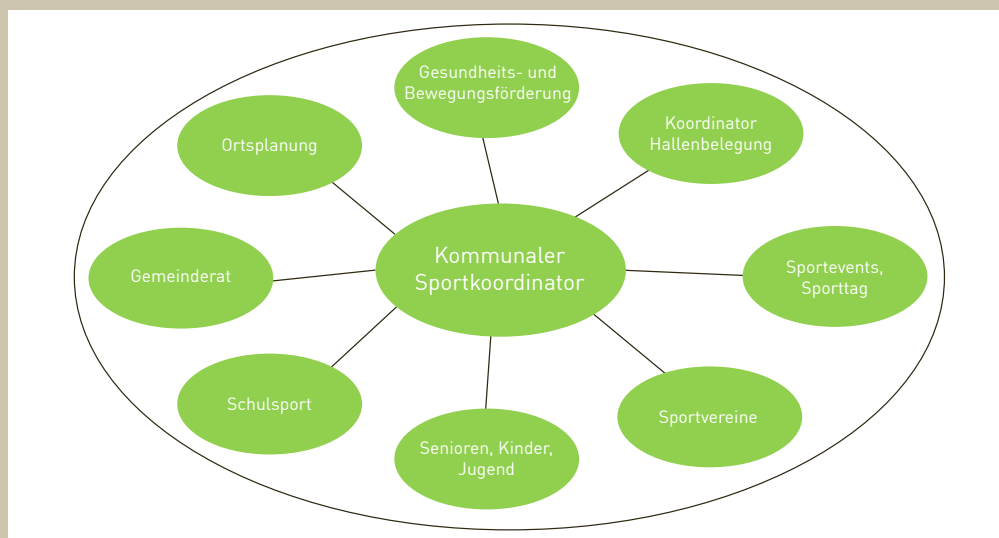 Gesundheits- und
Bewegungsförderung
Koordinator
Hallenbelegung
Ortsplanung
Kommunaler
Sportkoordinator
Gemeinderat
Sportevents,
Sporttag
Schulsport
Sportvereine
Senioren, Kinder,
Jugend